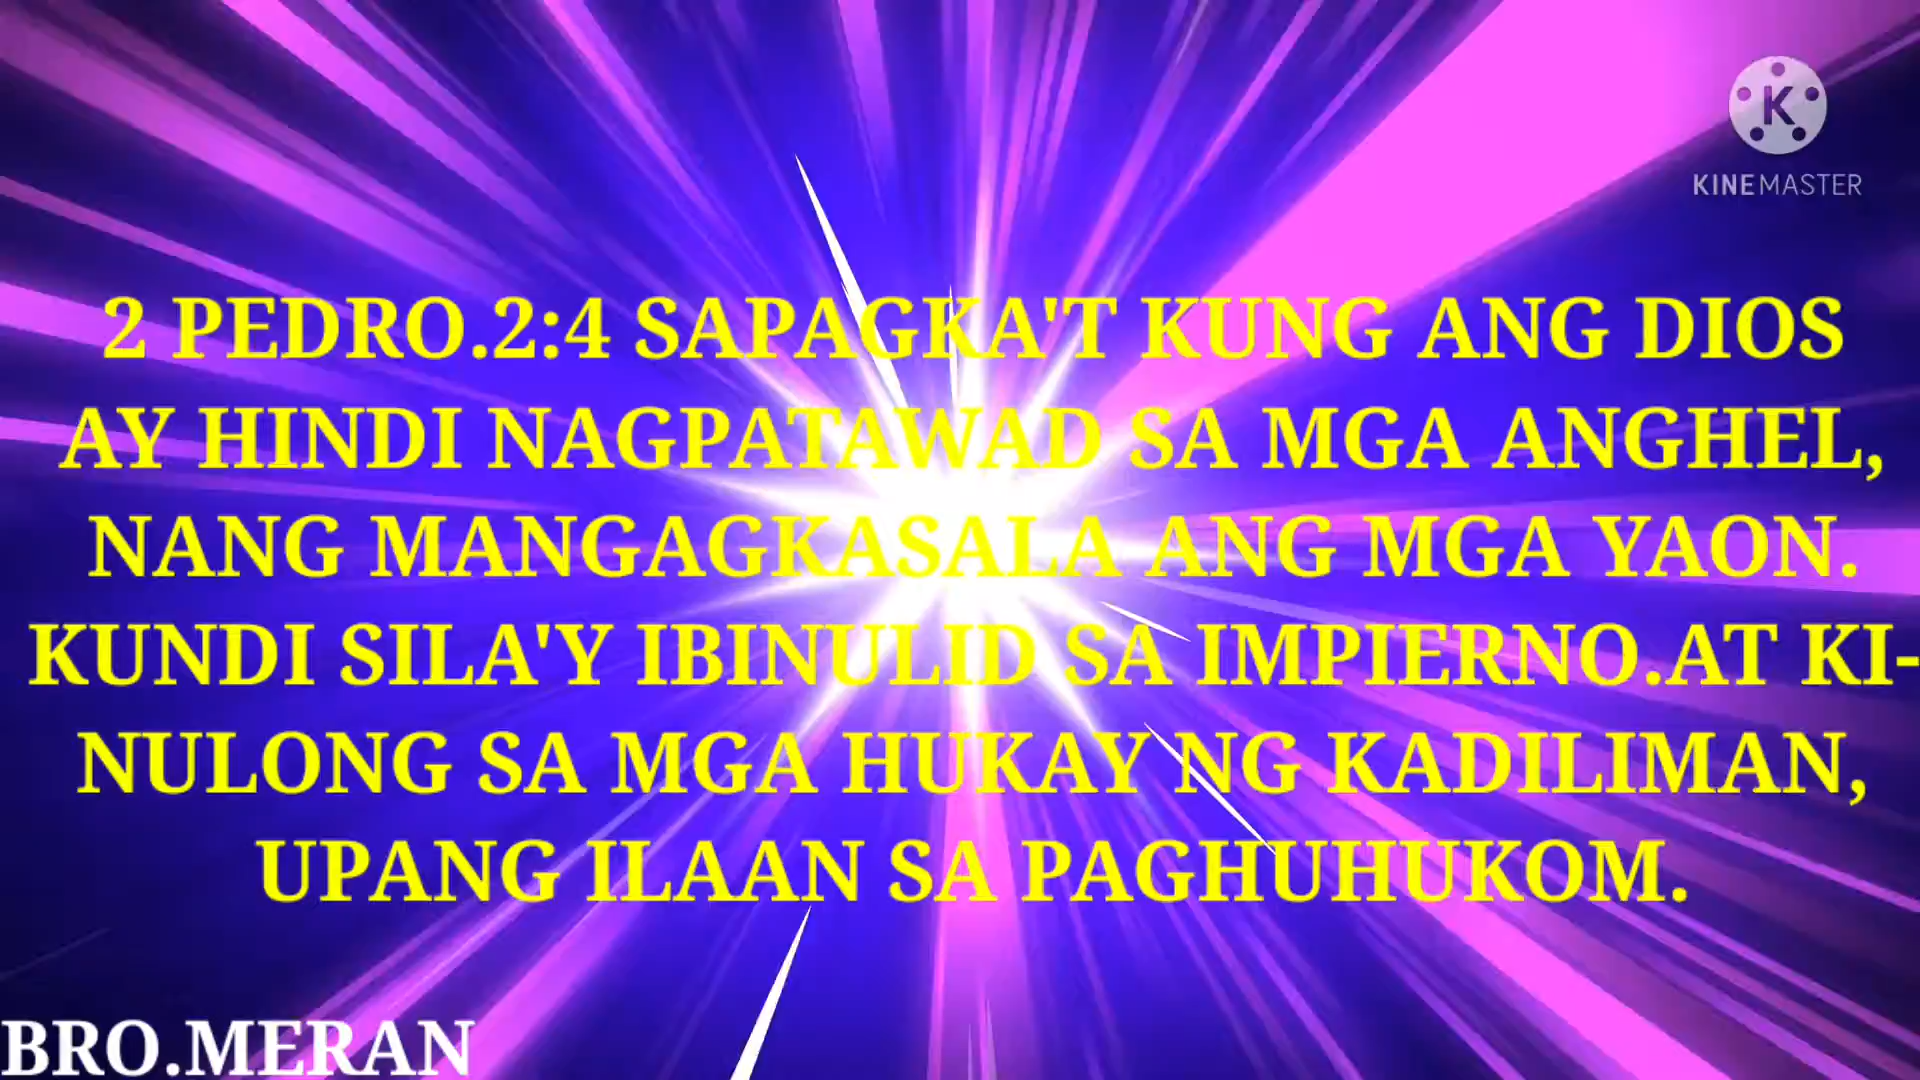 K
KINEMASTER
2 PEDRO.2:4 SAPAGKA'T KUNG ANG DIOS
AY HINDI NAGPATAWAD SA MGA ANGHEL,
NANG MANGAGKASALA ANG MGA YAON.
KUNDI SILA'Y IBINULID SA IMPIERNO.AT KI-
NULONG SA MGA HUKAY NG KADILIMAN,
UPANG ILAAN SA PAGHUHUKOM.
BRO.MERAN